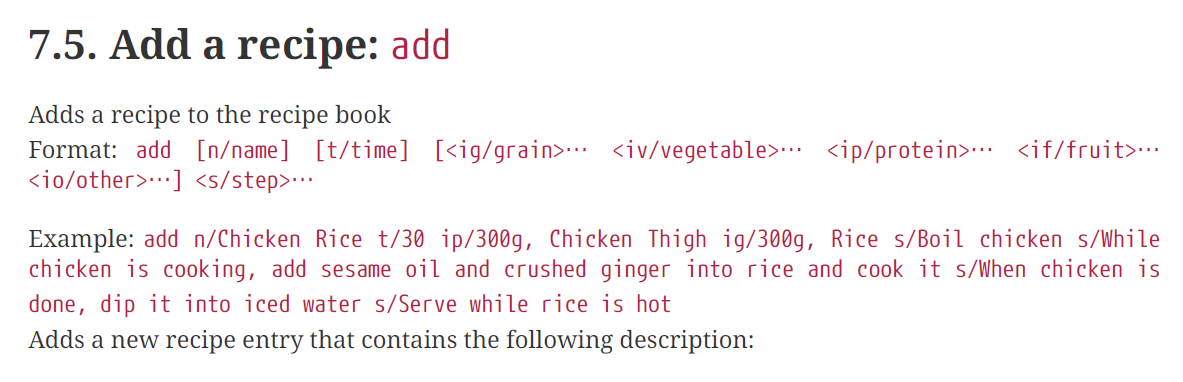 7.5. Add a recipe: add
Adds a recipe to the recipe book
Format: add [n/name] [t/time] [<ig/grain>… <iv/vegetable>… <ip/protein>… <if/fruit>…
<io/other>…] <s/step>…
Example: add n/Chicken Rice t/30 ip/300g, Chicken Thigh ig/300g, Rice s/Boil chicken s/While
chicken is cooking, add sesame oil and crushed ginger into rice and cook it s/When chicken is
done, dip it into iced water s/Serve while rice is hot
Adds a new recipe entry that contains the following description: